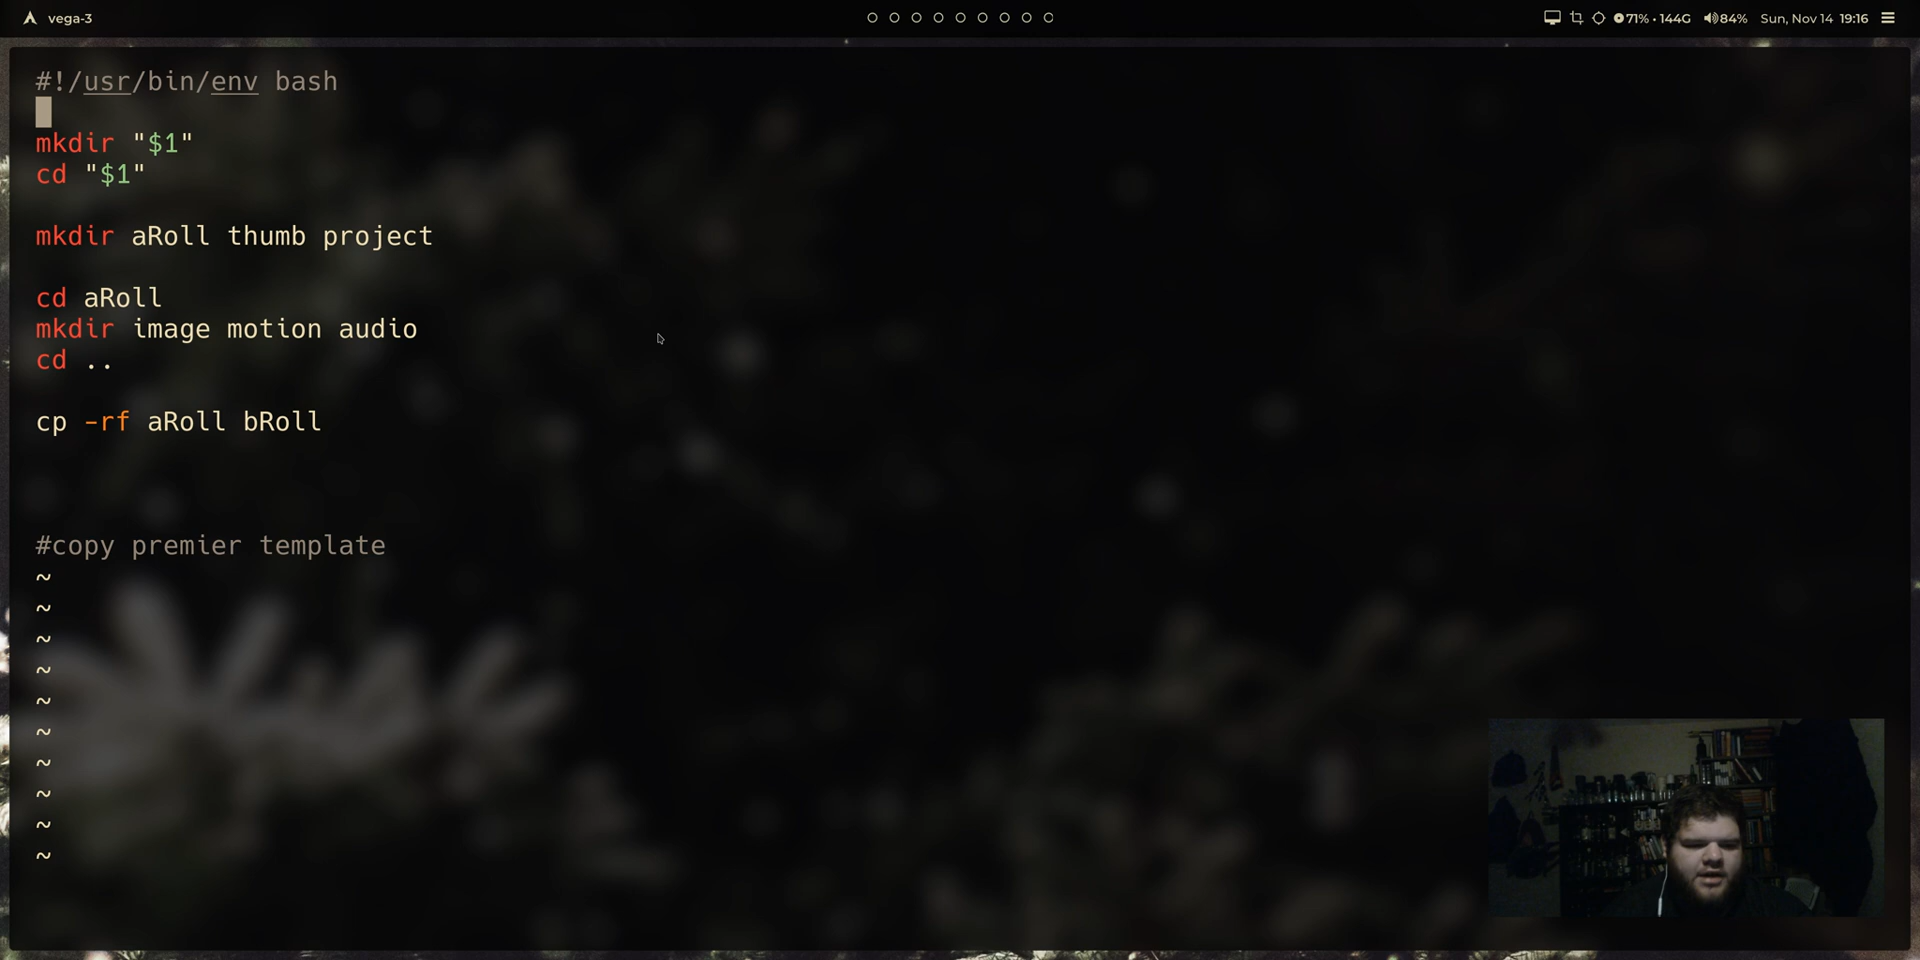 vega-3
71% • 144G
84%
Sun, Nov 14 19:16
#!/usr/bin/env bash
mkdir "$1"
cd "$1"
mkdir aRoll thumb project
cd aRoll
mkdir image motion audio
cd ..
cp -rf aRoll bRoll
#copy premier template
~
~
~
~
~
~
~
~
~
~